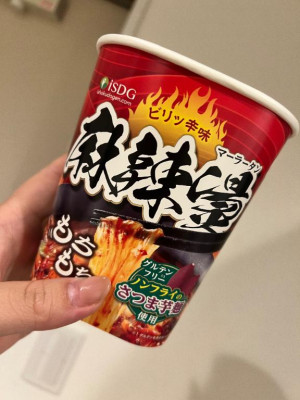 ISDG
ishokudogen.com
ピリッ辛味
麻辣湯
マーラータン
もちもち
グルテン
フリー
ノンフライの
さつま芋麺
使用